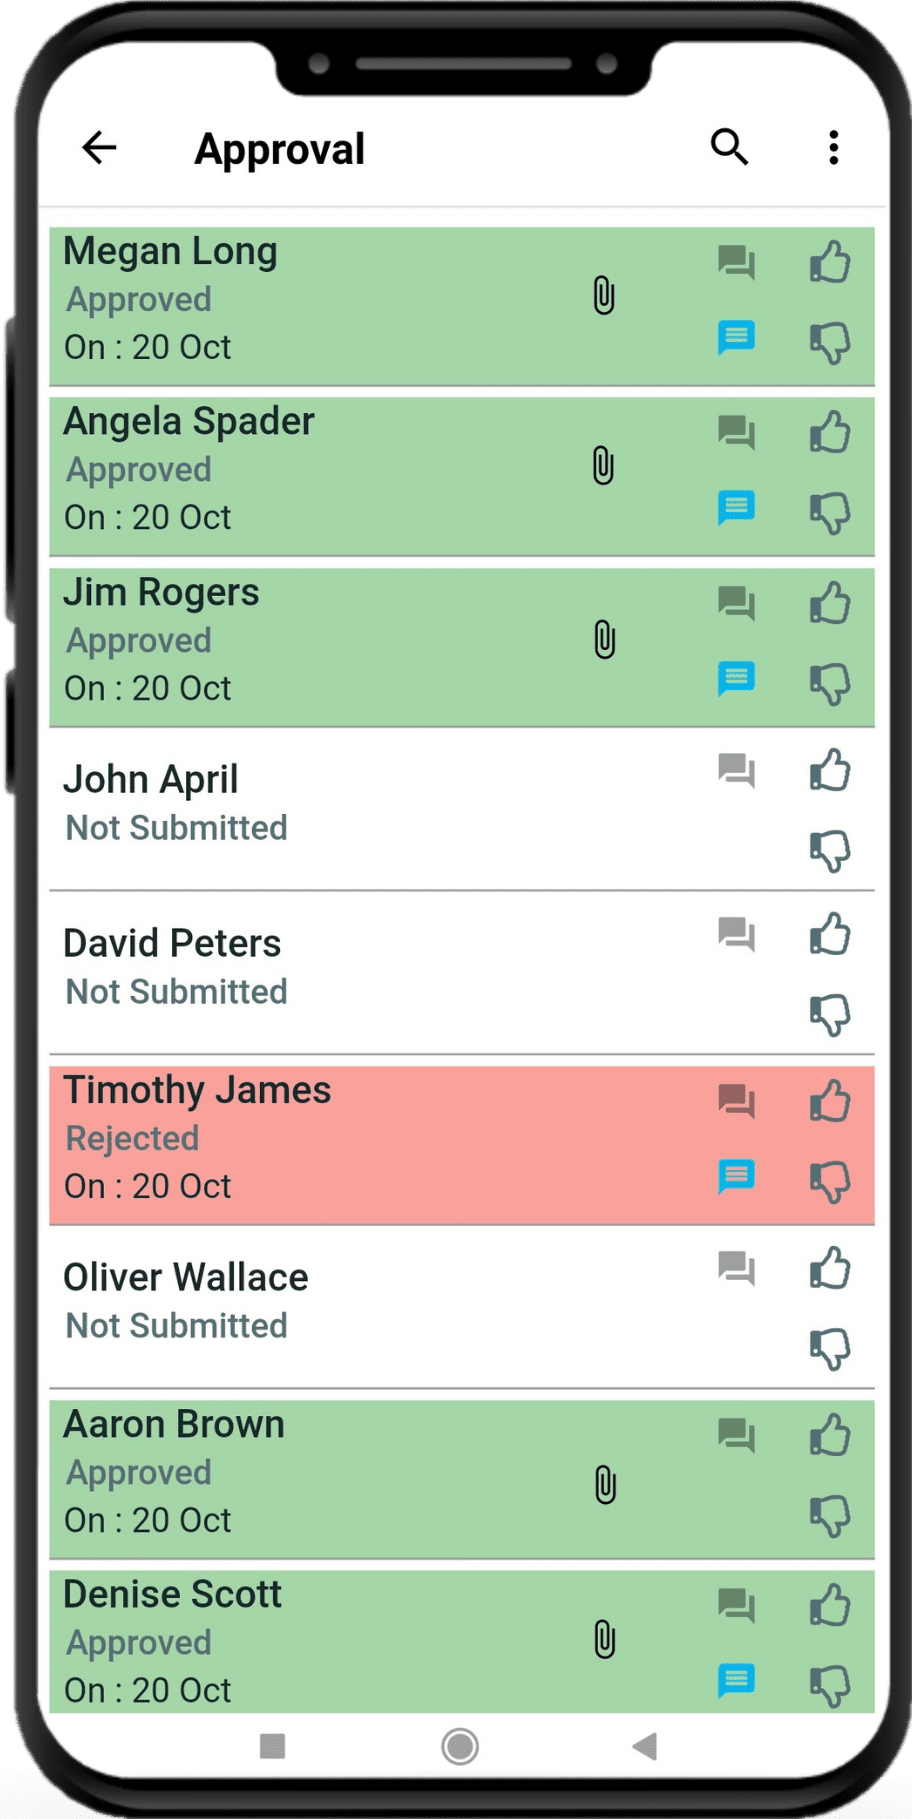 Approval
Megan Long
Approved
On : 20 Oct
Angela Spader
Approved
On : 20 Oct
Jim Rogers
Approved
On : 20 Oct
John April
Not Submitted
David Peters
Not Submitted
Timothy James
Rejected
On : 20 Oct
Oliver Wallace
Not Submitted
Aaron Brown
Approved
On : 20 Oct
Denise Scott
Approved
On : 20 Oct